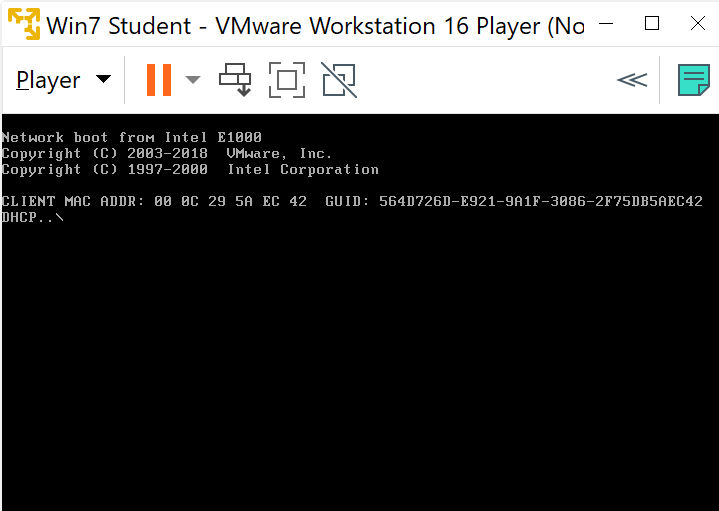 Win7 Student - VMware Workstation 16 Player (No
Player
Network boot from Intel E1000
Copyright (C) 2003-2018  VMware, Inc.
Copyright (C) 1997-2000  Intel Corporation
CLIENT MAC ADDR: 00 0C 29 5A EC 42  GUID: 564D726D-E921-9A1F-3086-2F75DB5AEC42
DHCP..\